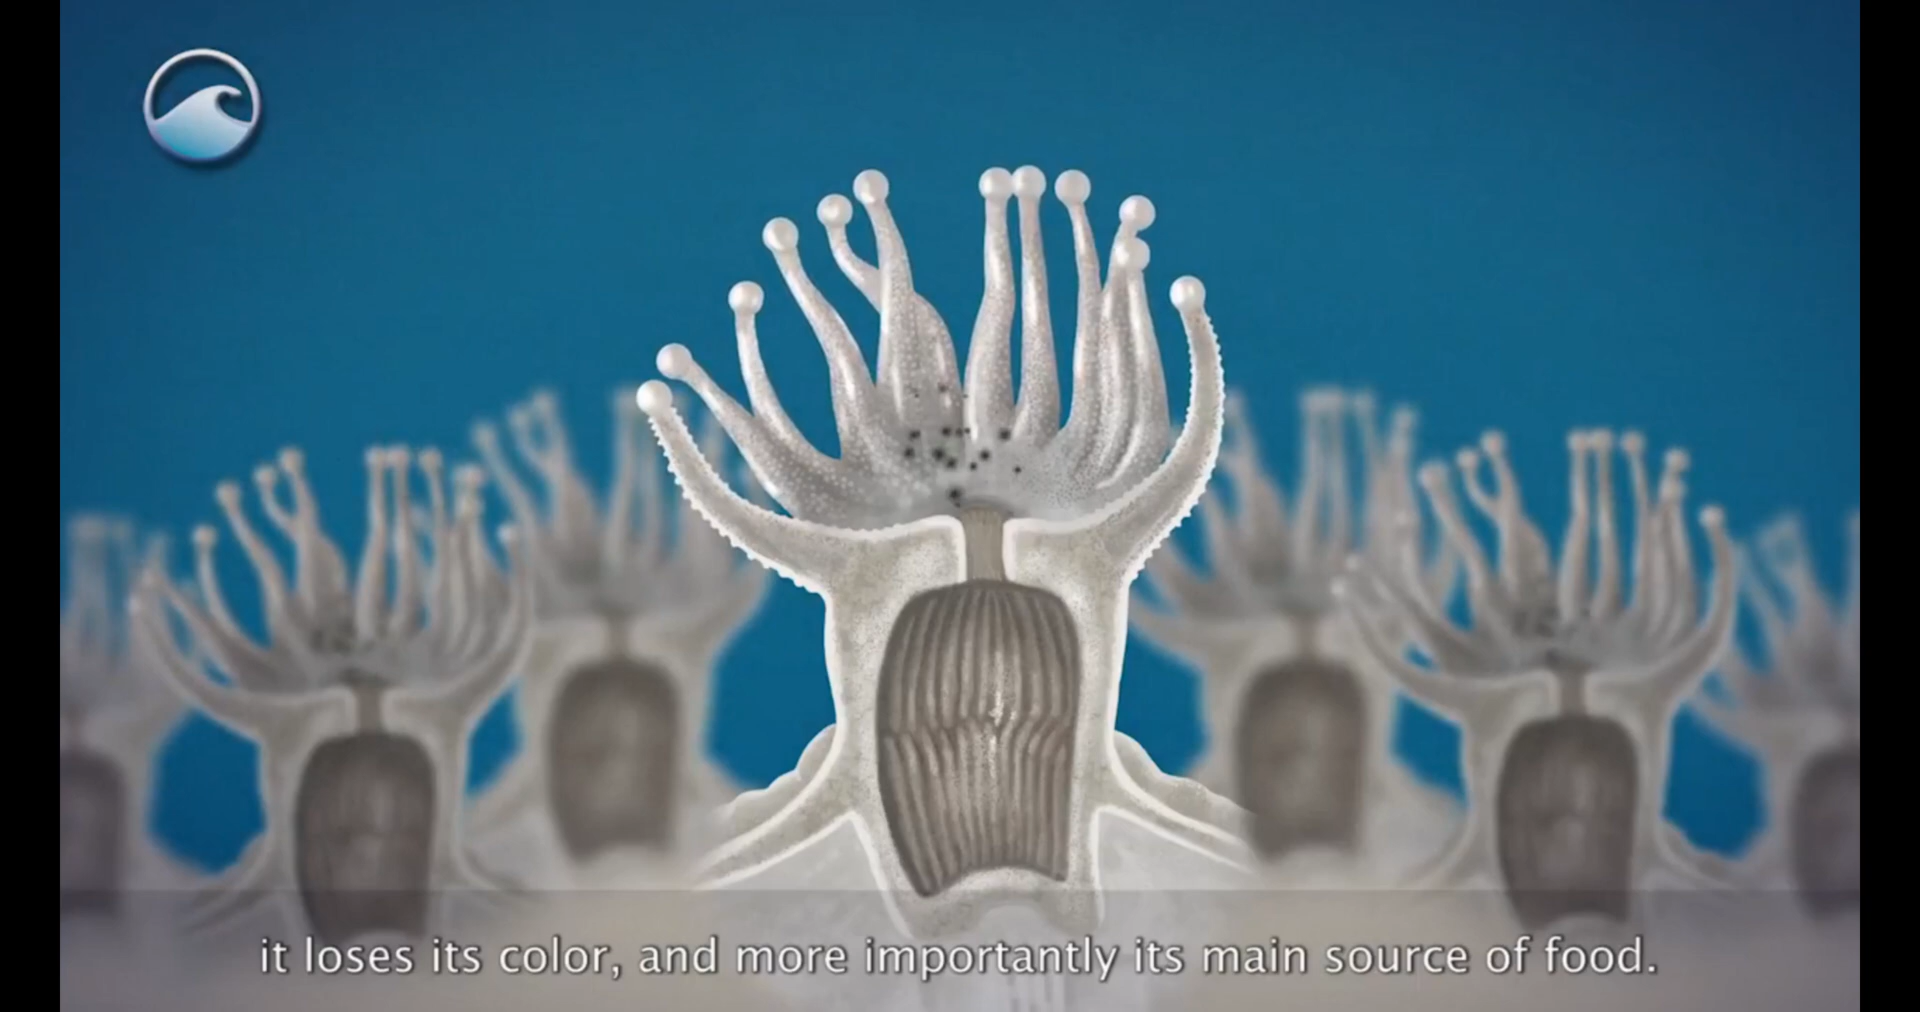 it loses its color, and more importantly its main source of food.